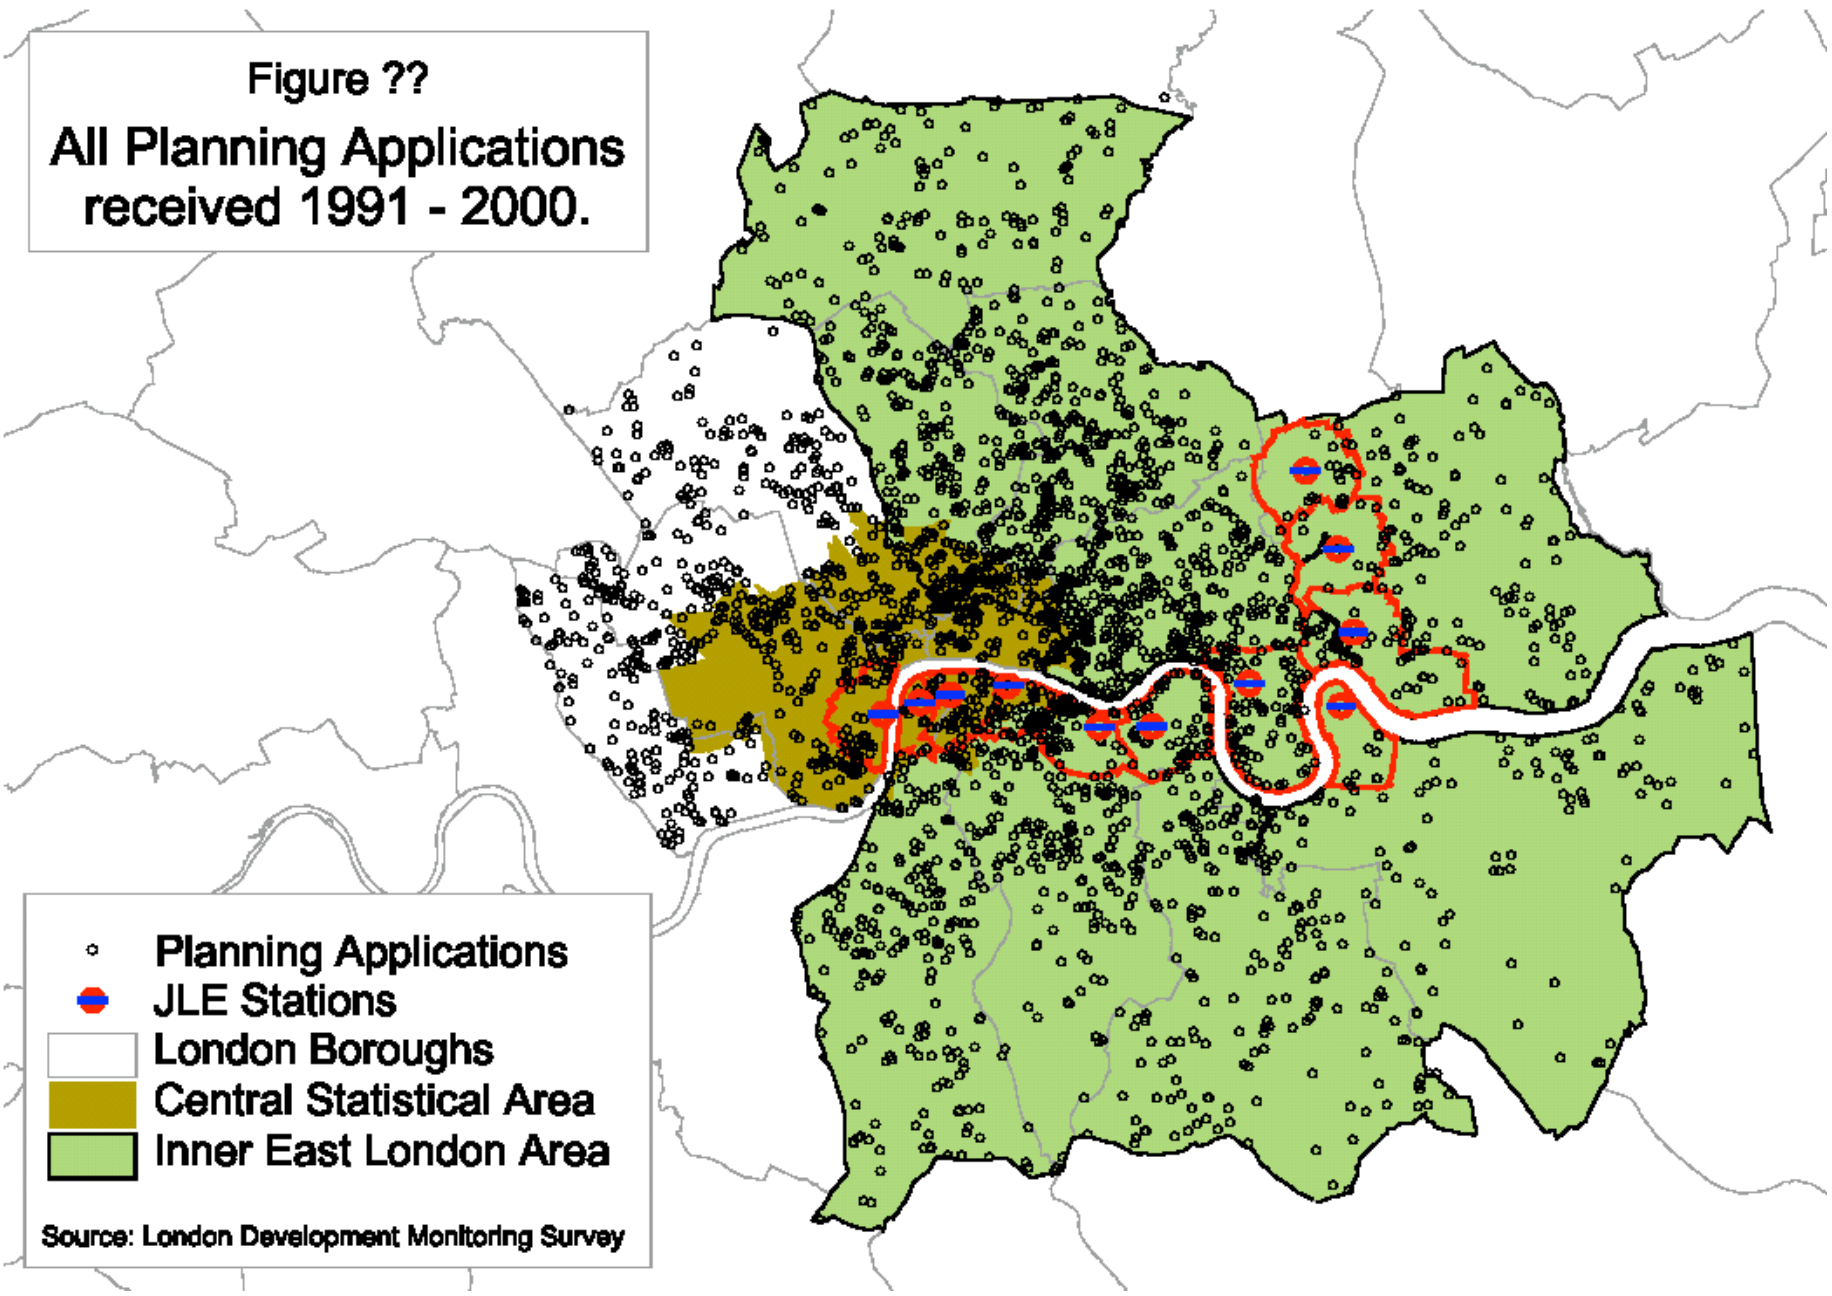 Figure ??
All Planning Applications
received 1991 - 2000.
Planning Applications
JLE Stations
London Boroughs
Central Statistical Area
Inner East London Area
Source: London Development Monitoring Survey